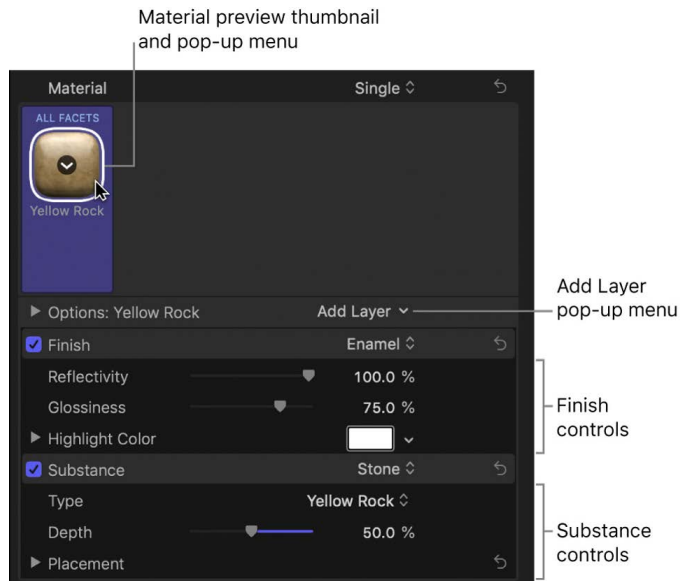 Material preview thumbnail
and pop-up menu
Material Single
ALL FACETS
Yellow Rock
Add Layer
pop-up menu
Options: Yellow Rock Add Layer
Finish Enamel
Reflectivity 100.0 %
Glossiness 75.0 %
Highlight Color
Finish
controls
Substance Stone
Type Yellow Rock
Depth 50.0 %
Placement
Substance
controls